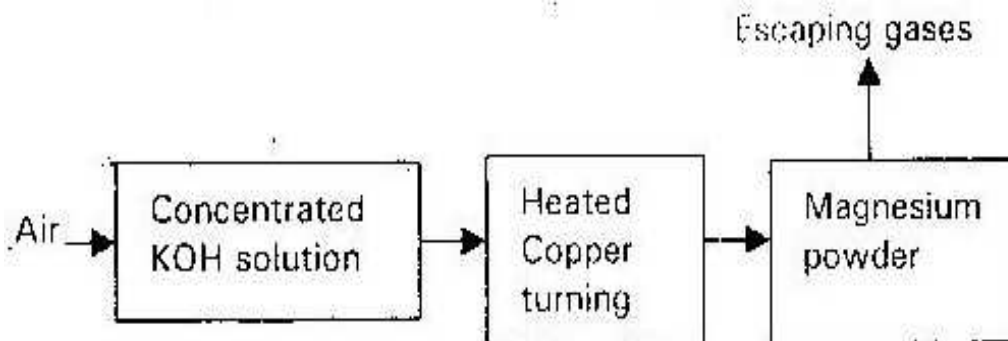 Escaping gases
Air
Concentrated
KOH solution
Heated
Copper
turning
Magnesium
powder